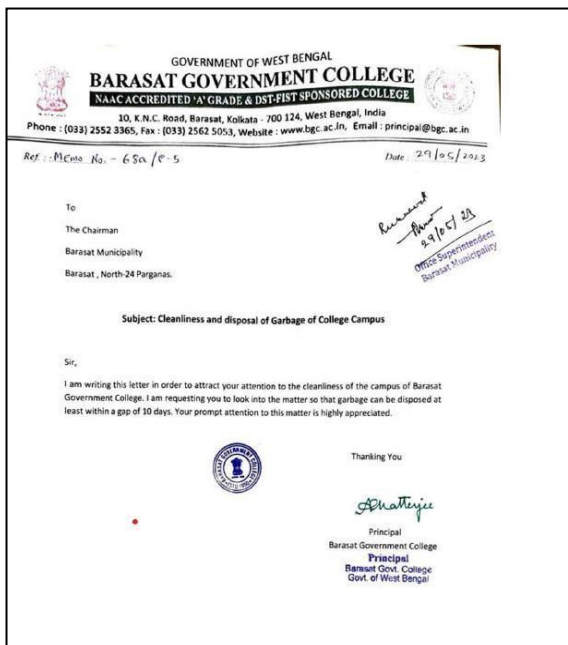 GOVERNMENT OF WEST BENGAL
BARASAT GOVERNMENT COLLEGE
NAAC ACCREDITED 'A' GRADE & DST-FIST SPONSORED COLLEGE
10, K.N.C. Road, Barasat, Kolkata - 700 124, West Bengal, India
Phone : (033) 2552 3365, Fax : (033) 2562 5053, Website : www.bgc.ac.in, Email : principal@bgc.ac.in
Ref. : Memo No. - 68a/e-5
Date : 29/05/2023
To
The Chairman
Barasat Municipality
Barasat , North-24 Parganas.
Received
29/05/23
Office Superintendent
Barasat Municipality
Subject: Cleanliness and disposal of Garbage of College Campus
Sir,
I am writing this letter in order to attract your attention to the cleanliness of the campus of Barasat
Government College. I am requesting you to look into the matter so that garbage can be disposed at
least within a gap of 10 days. Your prompt attention to this matter is highly appreciated.
Thanking You
AChatterjee
Principal
Barasat Government College
Principal
Barasat Govt. College
Govt. of West Bengal